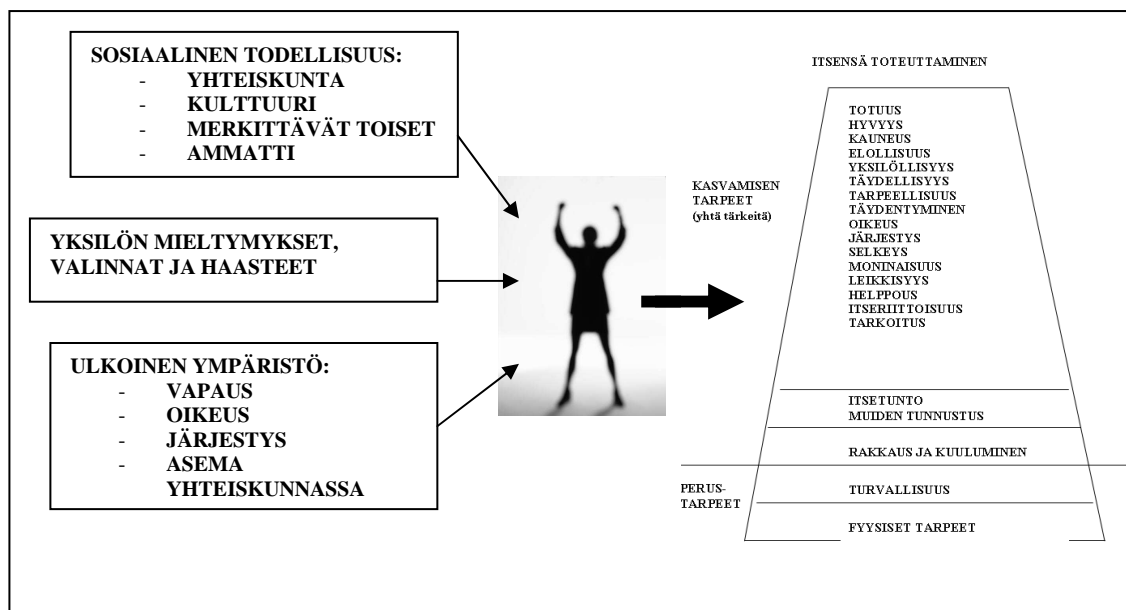 SOSIAALINEN TODELLISUUS:
- YHTEISKUNTA
- KULTTUURI
- MERKITTÄVÄT TOISET
- AMMATTI
YKSILÖN MIELTYMYKSET,
VALINNAT JA HAASTEET
ULKOINEN YMPÄRISTÖ:
- VAPAUS
- OIKEUS
- JÄRJESTYS
- ASEMA
YHTEISKUNNASSA
ITSENSÄ TOTEUTTAMINEN
KASVAMISEN
TARPEET
(yhtä tärkeitä)
TOTUUS
HYVYYS
KAUNEUS
ELOLLISUUS
YKSILÖLLISYYS
TÄYDELLISYYS
TARPEELLISUUS
TÄYDENTYMINEN
OIKEUS
JÄRJESTYS
SELKEYS
MONINAISUUS
LEIKKISYYS
HELPPOUS
ITSERIITTOISUUS
TARKOITUS
ITSETUNTO
MUIDEN TUNNUSTUS
RAKKAUS JA KUULUMINEN
PERUS-
TARPEET
TURVALLISUUS
FYYSISET TARPEET